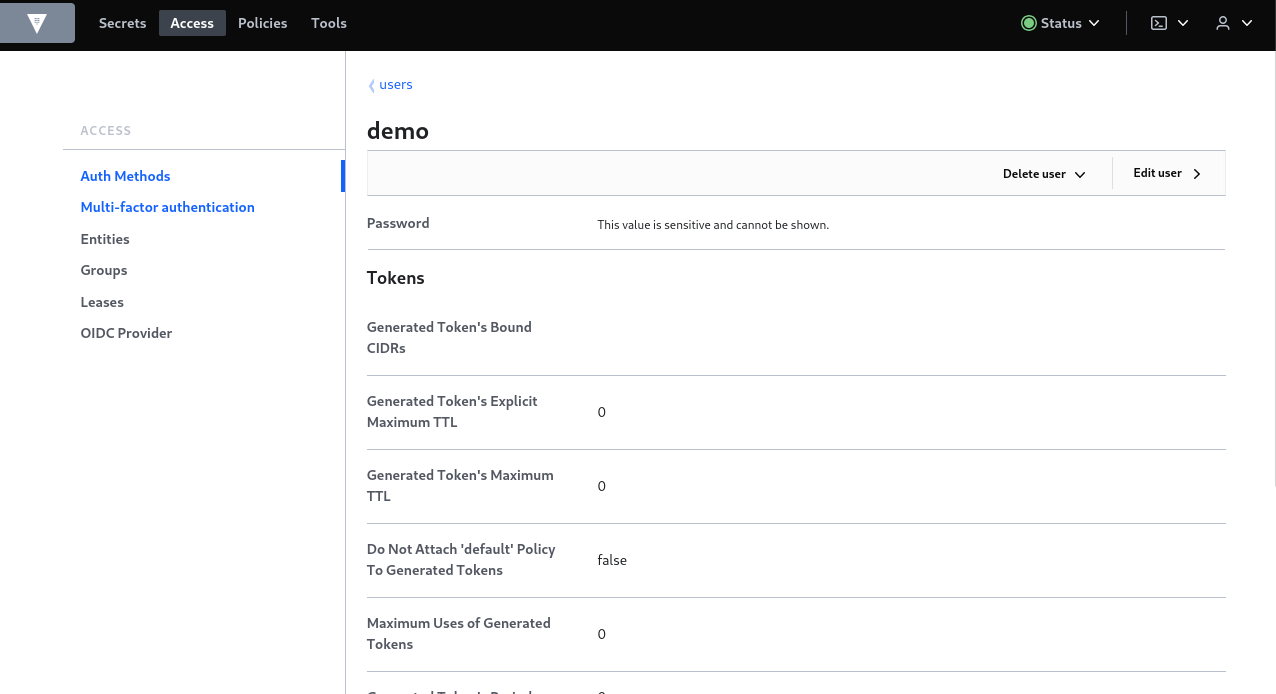 Secrets Access Policies Tools Status
users
ACCESS
demo
Auth Methods
Multi-factor authentication
Entities
Groups
Leases
OIDC Provider
Delete user
Edit user
Password
This value is sensitive and cannot be shown.
Tokens
Generated Token's Bound
CIDRs
Generated Token's Explicit
Maximum TTL
0
Generated Token's Maximum
TTL
0
Do Not Attach 'default' Policy
To Generated Tokens
false
Maximum Uses of Generated
Tokens
0